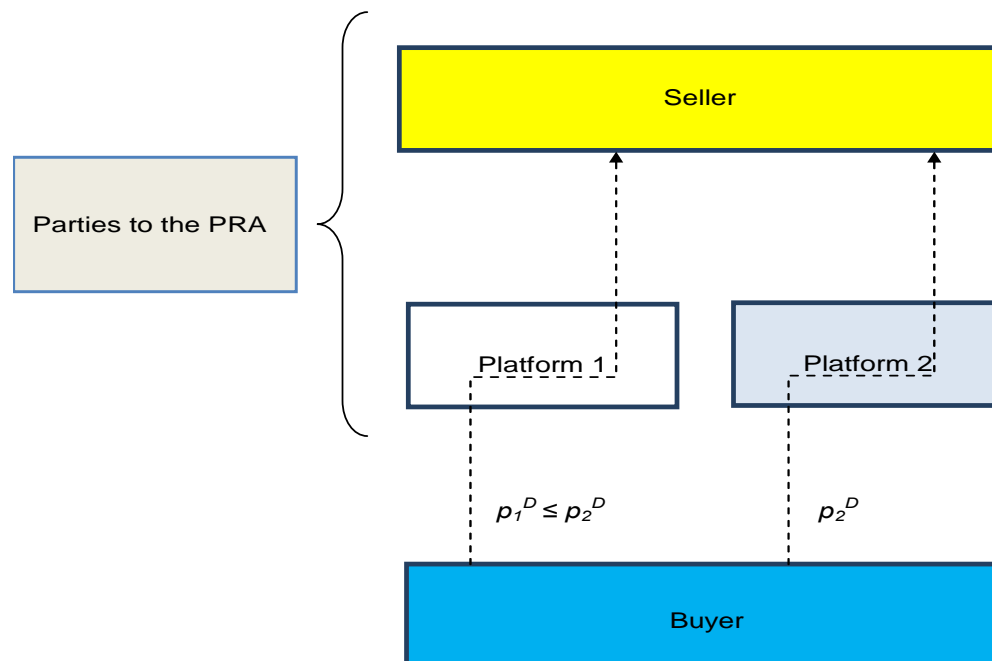 Seller
Parties to the PRA
Platform 1
Platform 2
p₁ᴰ ≤ p₂ᴰ
p₂ᴰ
Buyer